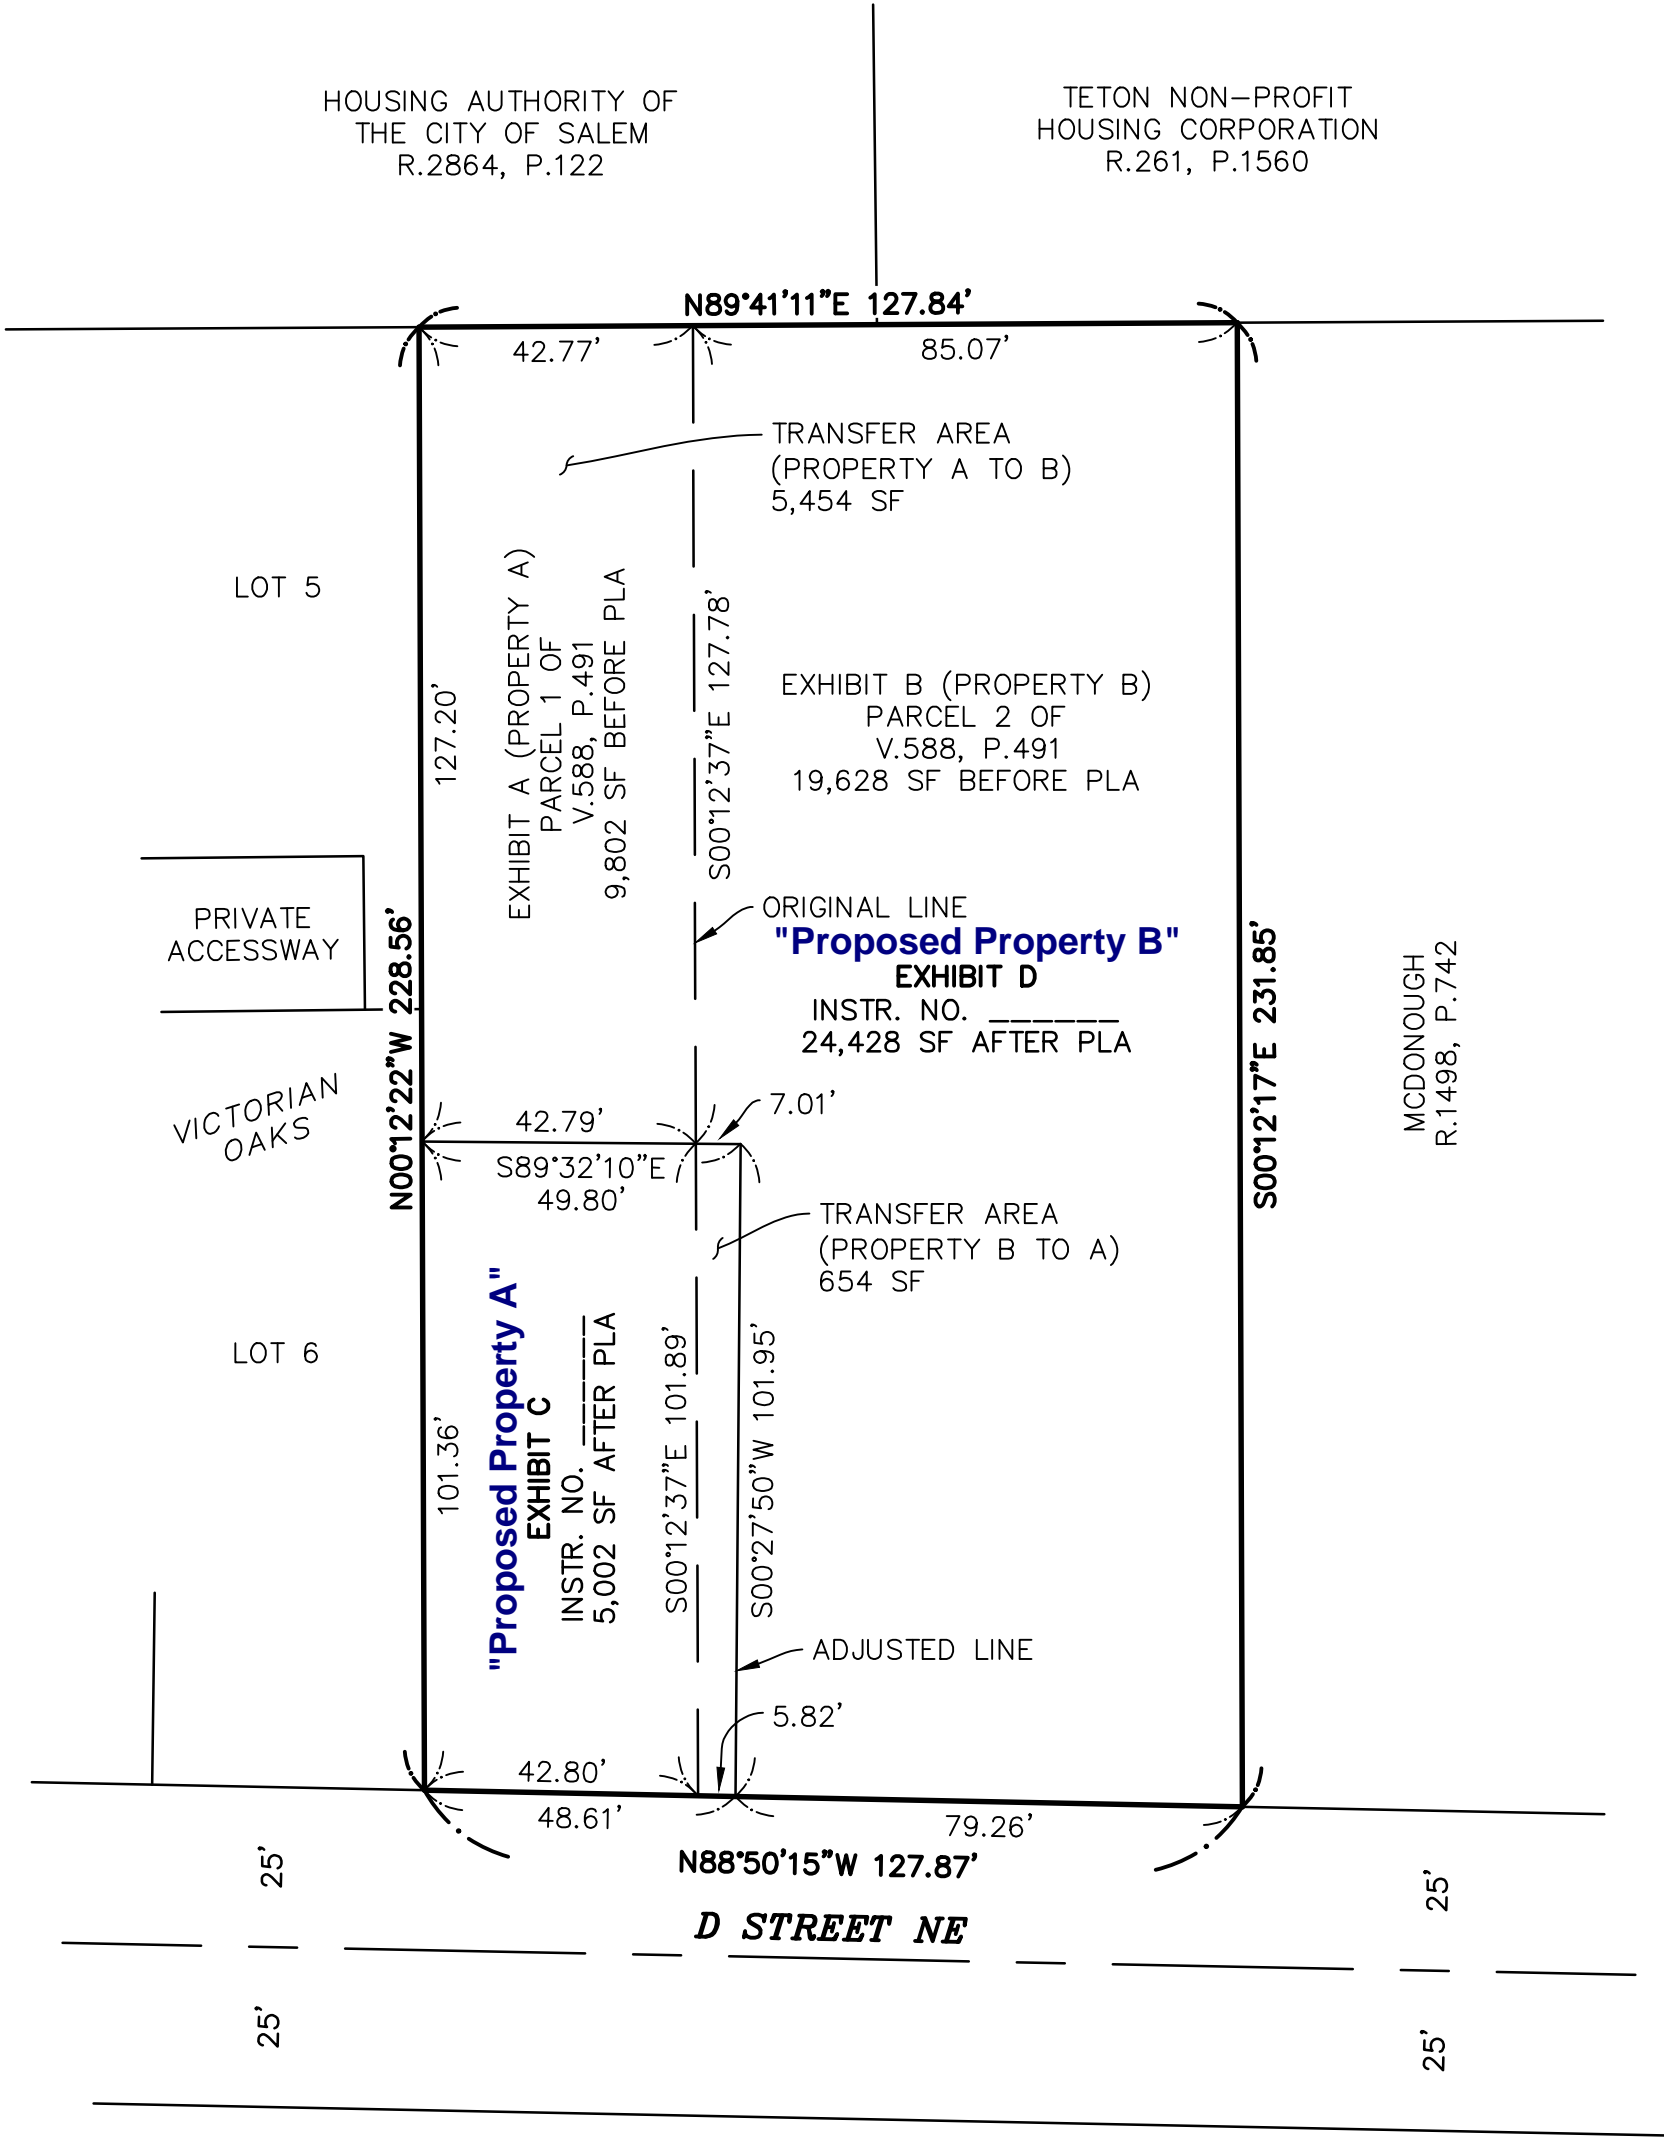 HOUSING AUTHORITY OF
THE CITY OF SALEM
R.2864, P.122
TETON NON–PROFIT
HOUSING CORPORATION
R.261, P.1560
N89°41'11"E 127.84'
42.77'
85.07'
TRANSFER AREA
(PROPERTY A TO B)
5,454 SF
LOT 5
127.20'
EXHIBIT A (PROPERTY A)
PARCEL 1 OF
V.588, P.491
9,802 SF BEFORE PLA
S00°12'37"E 127.78'
EXHIBIT B (PROPERTY B)
PARCEL 2 OF
V.588, P.491
19,628 SF BEFORE PLA
PRIVATE
ACCESSWAY
N00°12'22"W 228.56'
ORIGINAL LINE
"Proposed Property B"
EXHIBIT D
INSTR. NO. ______
24,428 SF AFTER PLA
S00°12'17"E 231.85'
MCDONOUGH
R.1498, P.742
VICTORIAN
OAKS
42.79'
7.01'
S89°32'10"E
49.80'
TRANSFER AREA
(PROPERTY B TO A)
654 SF
LOT 6
101.36'
"Proposed Property A"
EXHIBIT C
INSTR. NO. ______
5,002 SF AFTER PLA
S00°12'37"E 101.89'
S00°27'50"W 101.95'
ADJUSTED LINE
5.82'
42.80'
48.61'
79.26'
N88°50'15"W 127.87'
25'
25'
D STREET NE
25'
25'